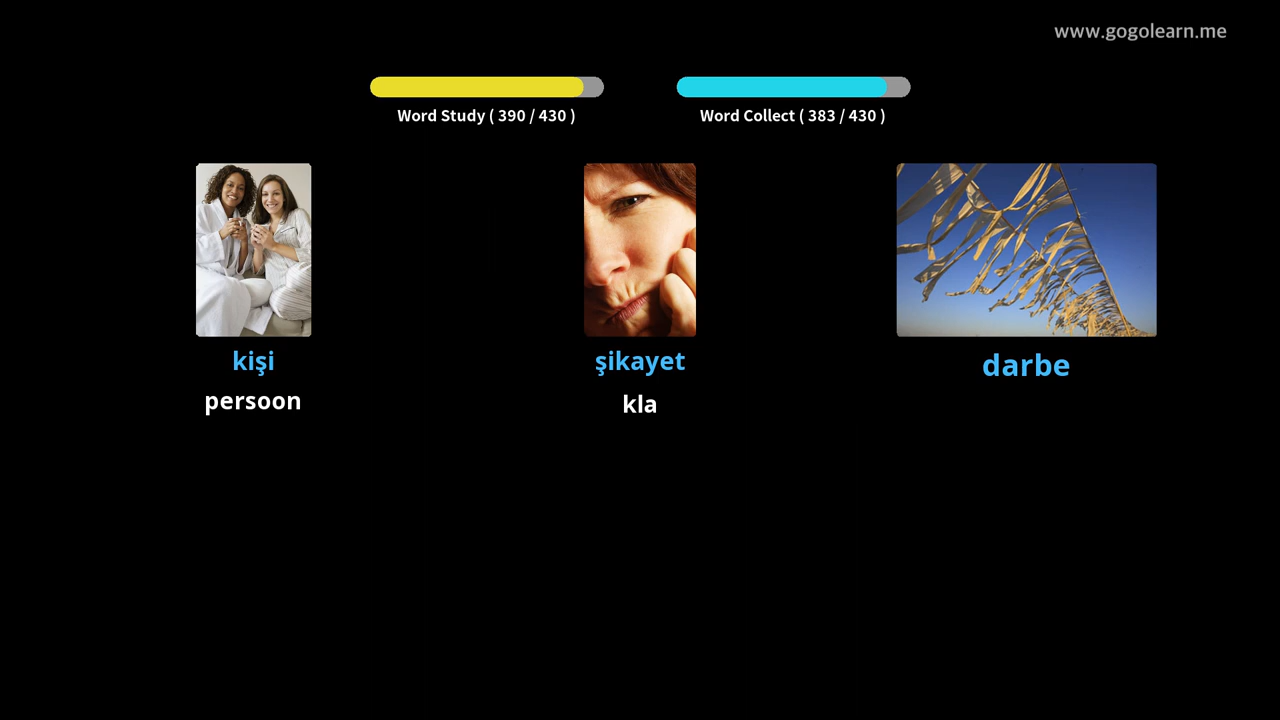 www.gogolearn.me
Word Study ( 390 / 430 )
Word Collect ( 383 / 430 )
kişi
persoon
şikayet
kla
darbe